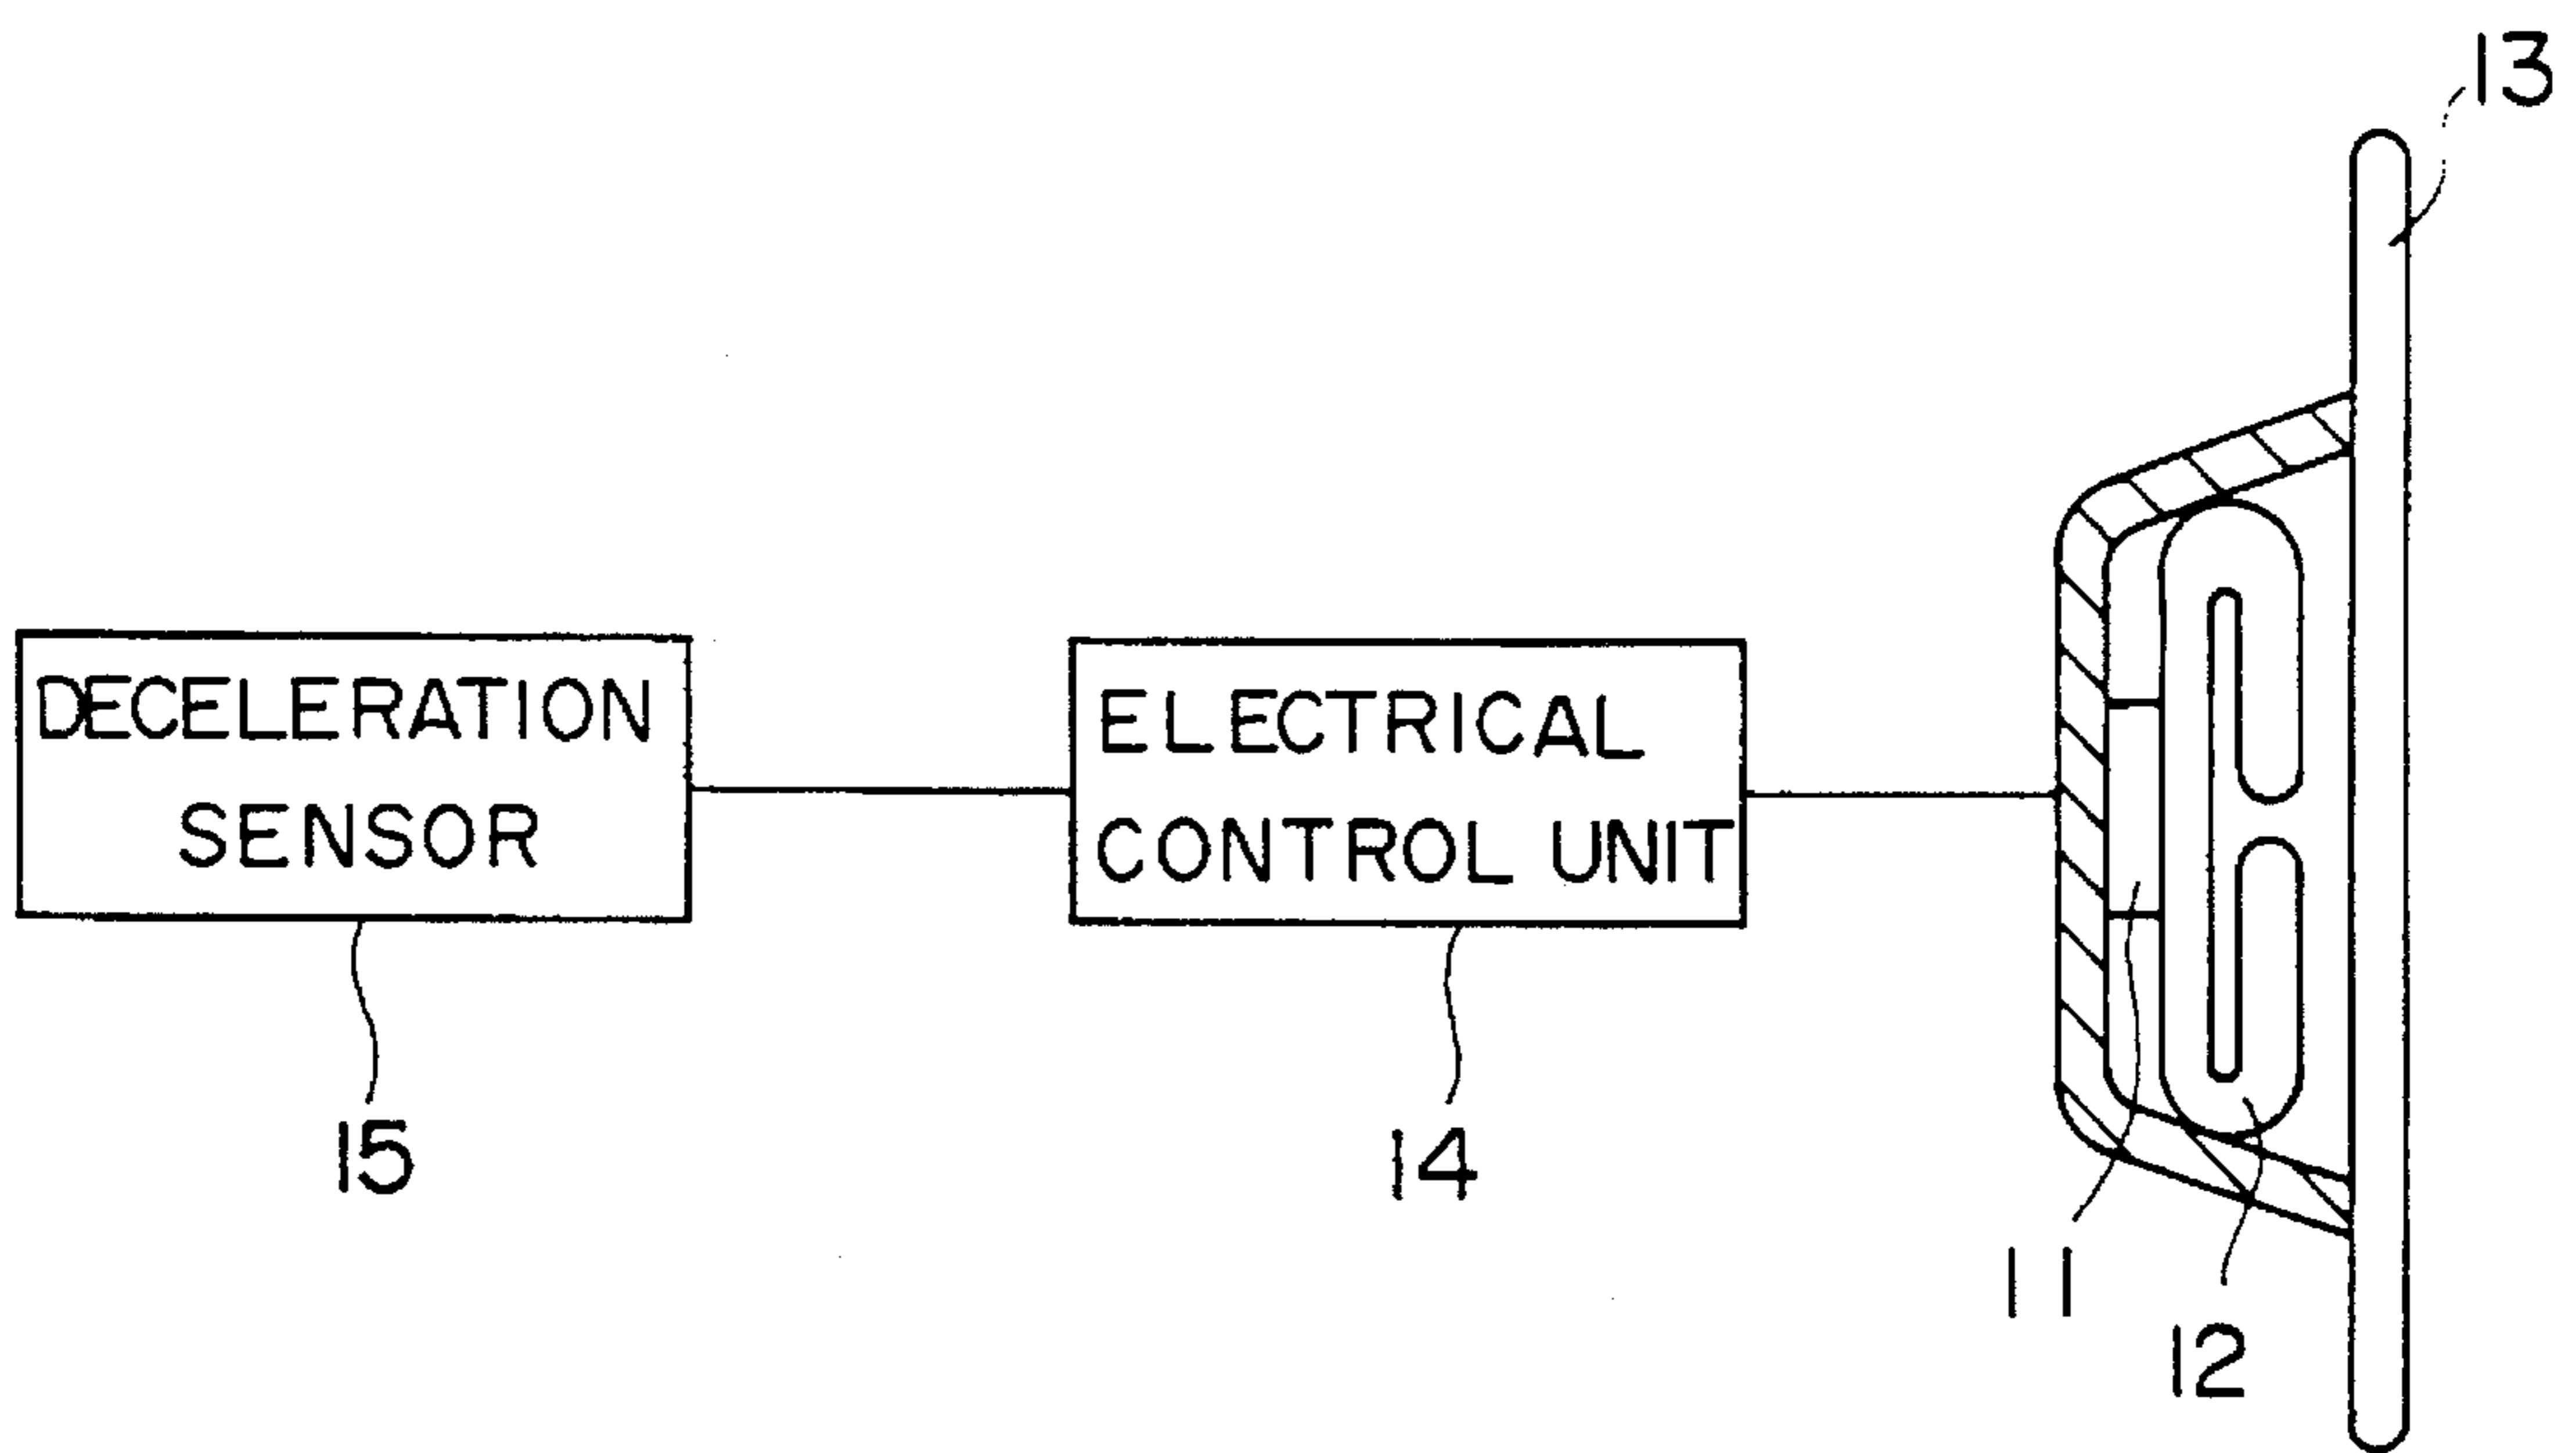 13
DECELERATION
SENSOR
ELECTRICAL
CONTROL UNIT
15
14
11
12